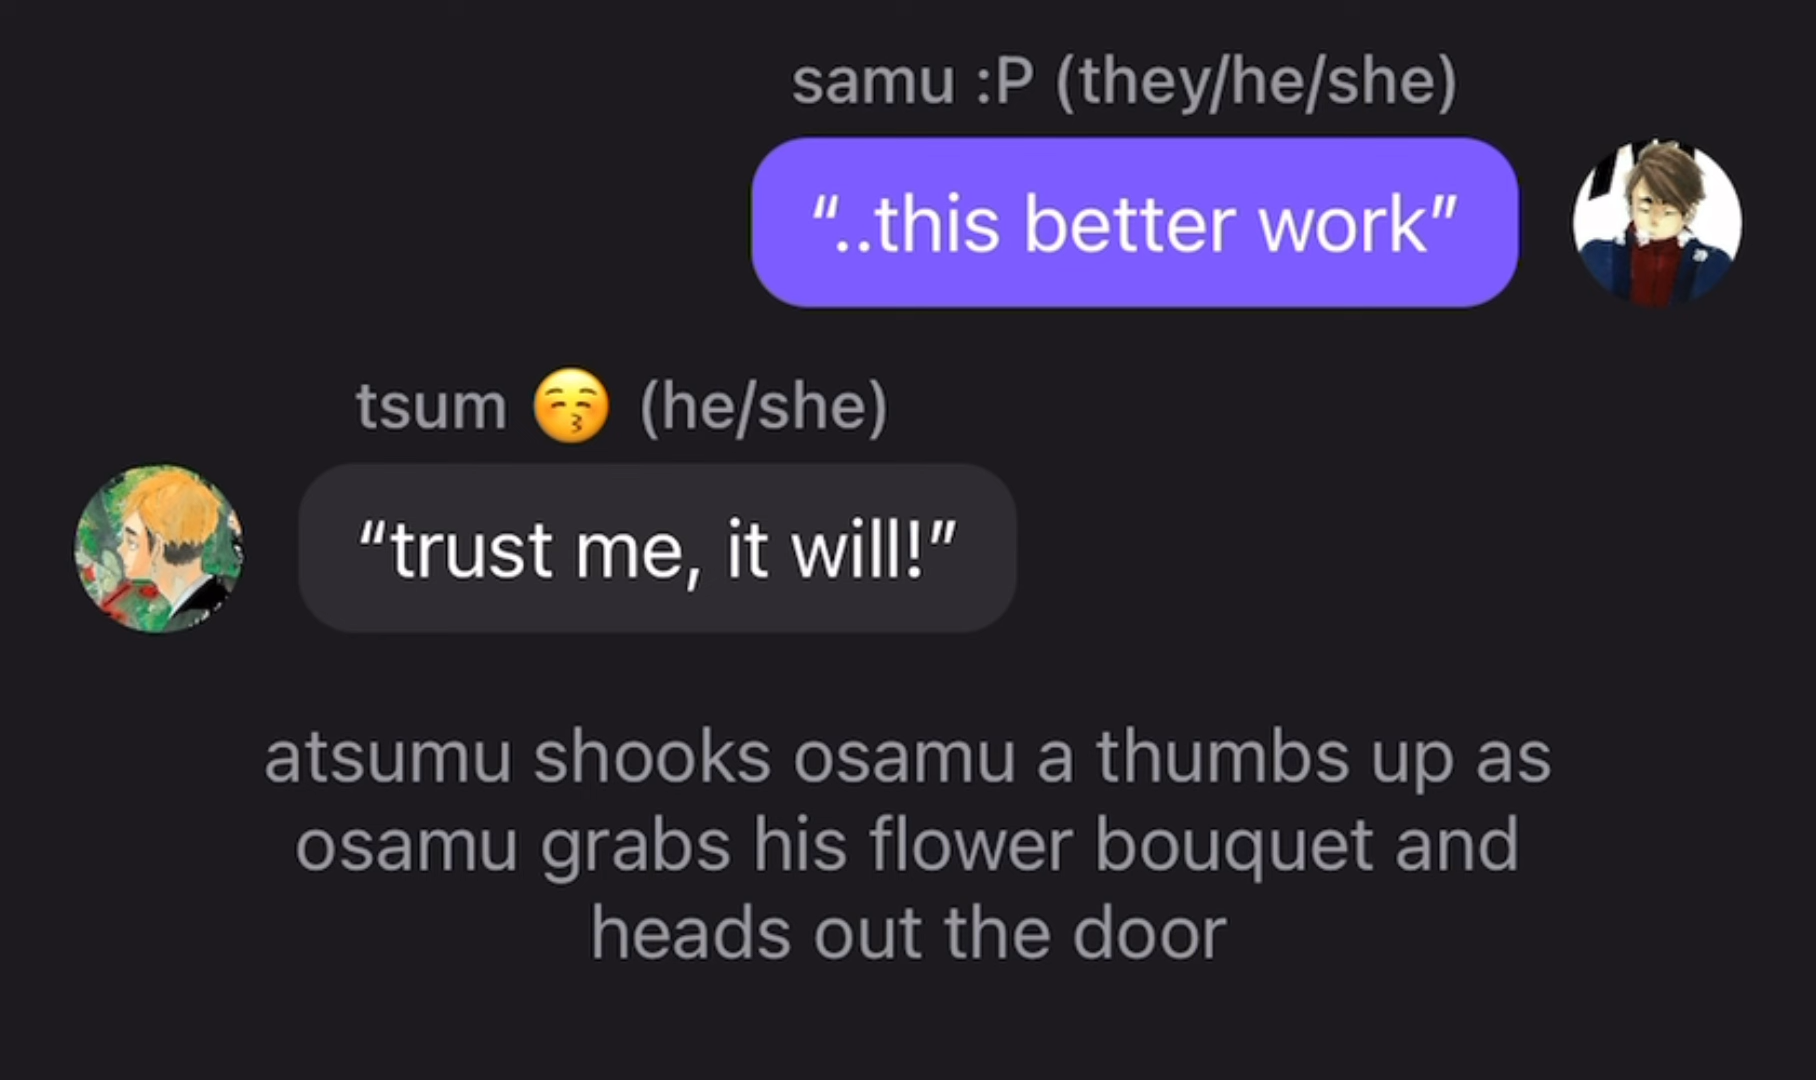 samu :P (they/he/she)
“..this better work”
tsum 😚 (he/she)
“trust me, it will!”
atsumu shooks osamu a thumbs up as
osamu grabs his flower bouquet and
heads out the door